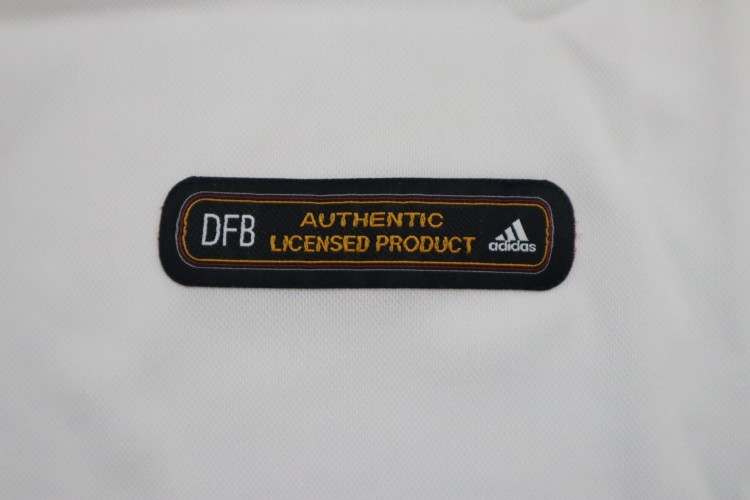 DFB
AUTHENTIC
LICENSED PRODUCT
adidas